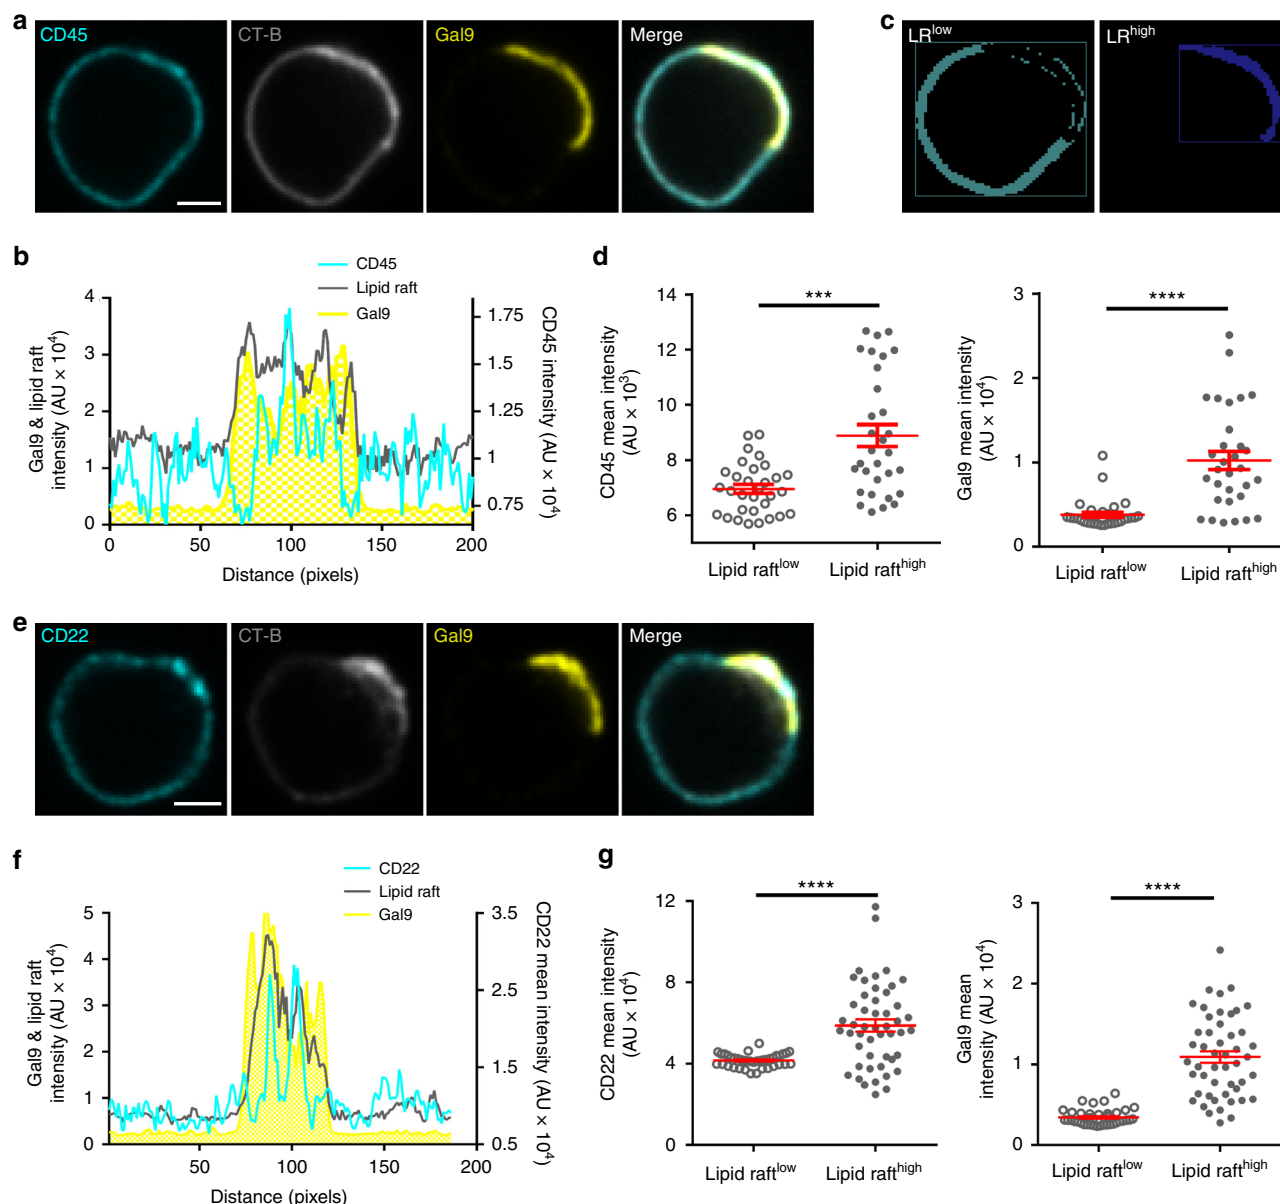 a
CD45
CT-B
Gal9
Merge
c
LRlow
LRhigh
b
CD45
Lipid raft
Gal9
Gal9 & lipid raft
intensity (AU × 10⁴)
4
3
2
1
0
1.75
1.5
1.25
1
0.75
CD45 intensity (AU × 10⁴)
0
50
100
150
200
Distance (pixels)
d
CD45 mean intensity
(AU × 10³)
14
12
10
8
6
***
Lipid raftlow
Lipid rafthigh
Gal9 mean intensity
(AU × 10⁴)
3
2
1
0
****
Lipid raftlow
Lipid rafthigh
e
CD22
CT-B
Gal9
Merge
f
CD22
Lipid raft
Gal9
Gal9 & lipid raft
intensity (AU × 10⁴)
5
4
3
2
1
0
3.5
2.5
1.5
0.5
CD22 mean intensity (AU × 10⁴)
50
100
150
200
Distance (pixels)
g
CD22 mean intensity
(AU × 10⁴)
12
8
4
0
****
Lipid raftlow
Lipid rafthigh
Gal9 mean
intensity (AU × 10⁴)
3
2
1
0
****
Lipid raftlow
Lipid rafthigh